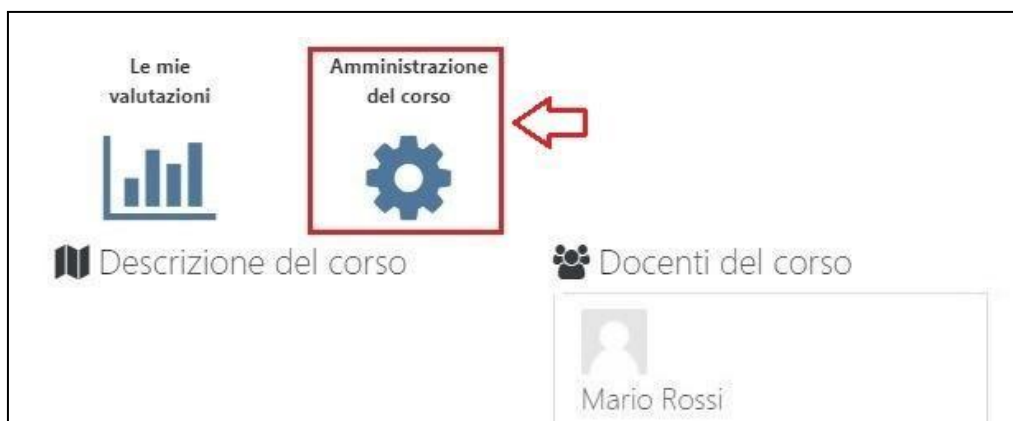 Le mie
valutazioni
Amministrazione
del corso
Descrizione del corso
Docenti del corso
Mario Rossi